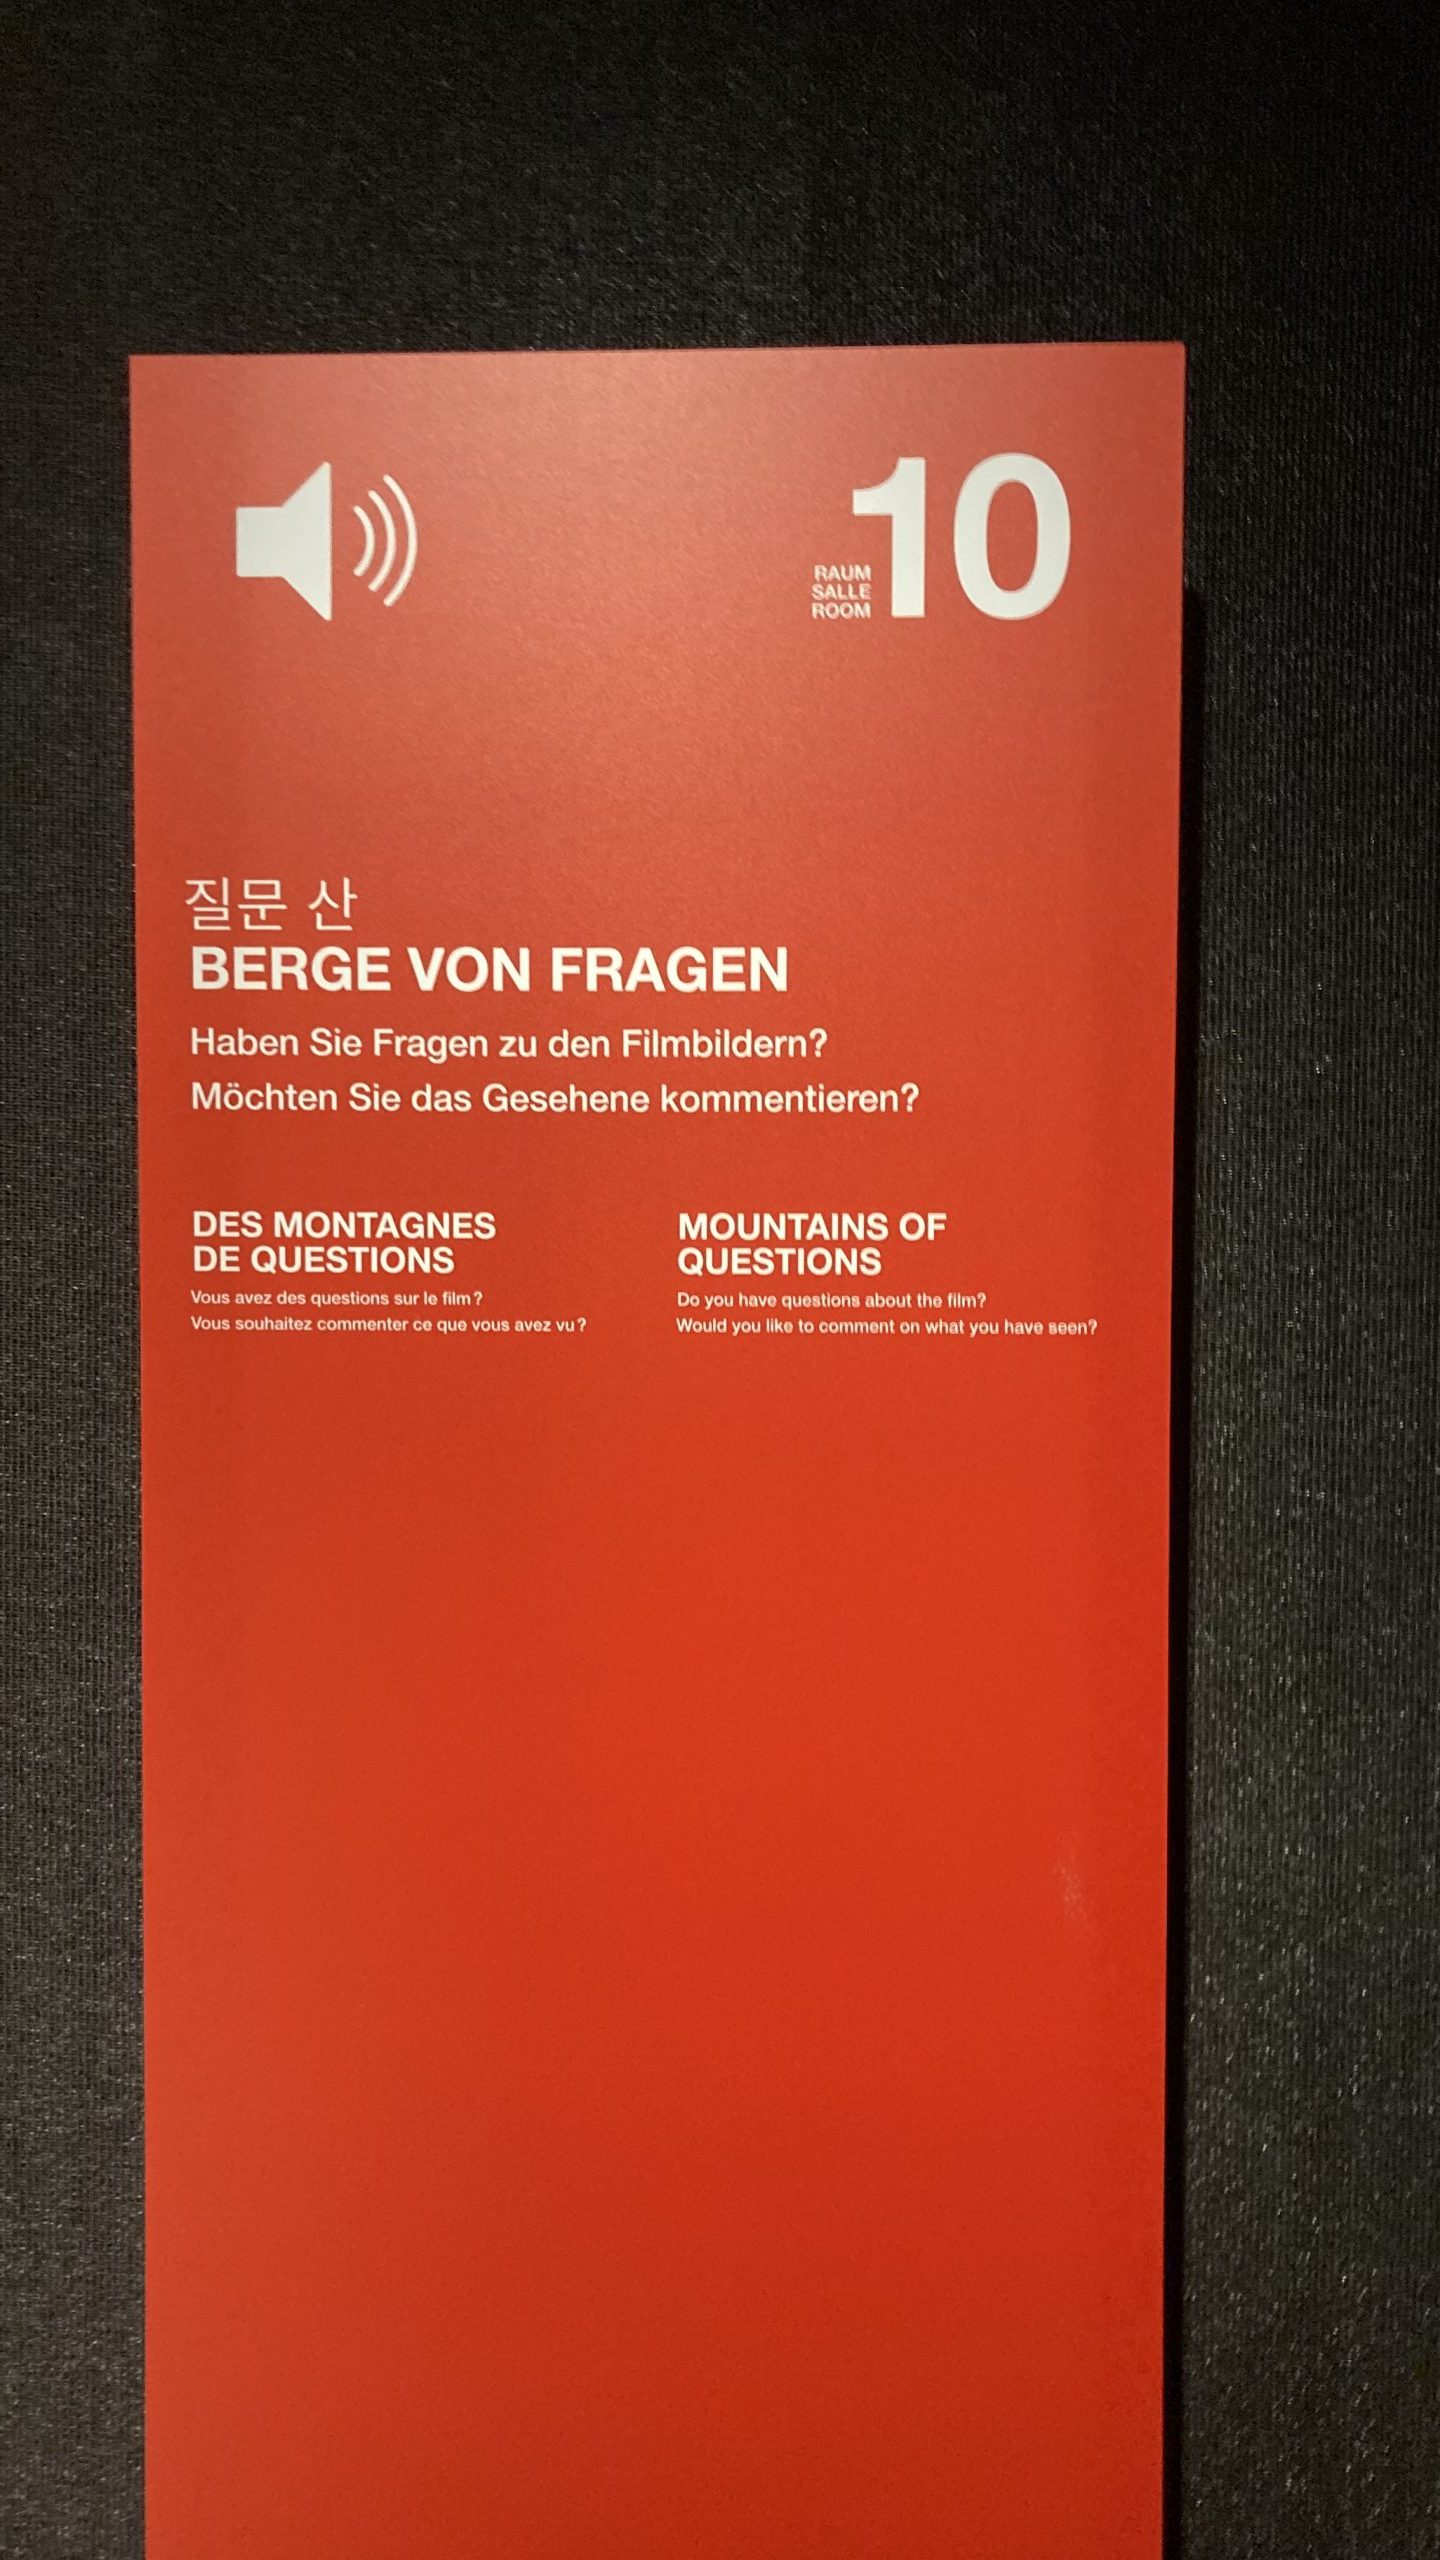 10
RAUM
SALLE
ROOM
질문 산
BERGE VON FRAGEN
Haben Sie Fragen zu den Filmbildern?
Möchten Sie das Gesehene kommentieren?
DES MONTAGNES
DE QUESTIONS
Vous avez des questions sur le film ?
Vous souhaitez commenter ce que vous avez vu ?
MOUNTAINS OF
QUESTIONS
Do you have questions about the film?
Would you like to comment on what you have seen?